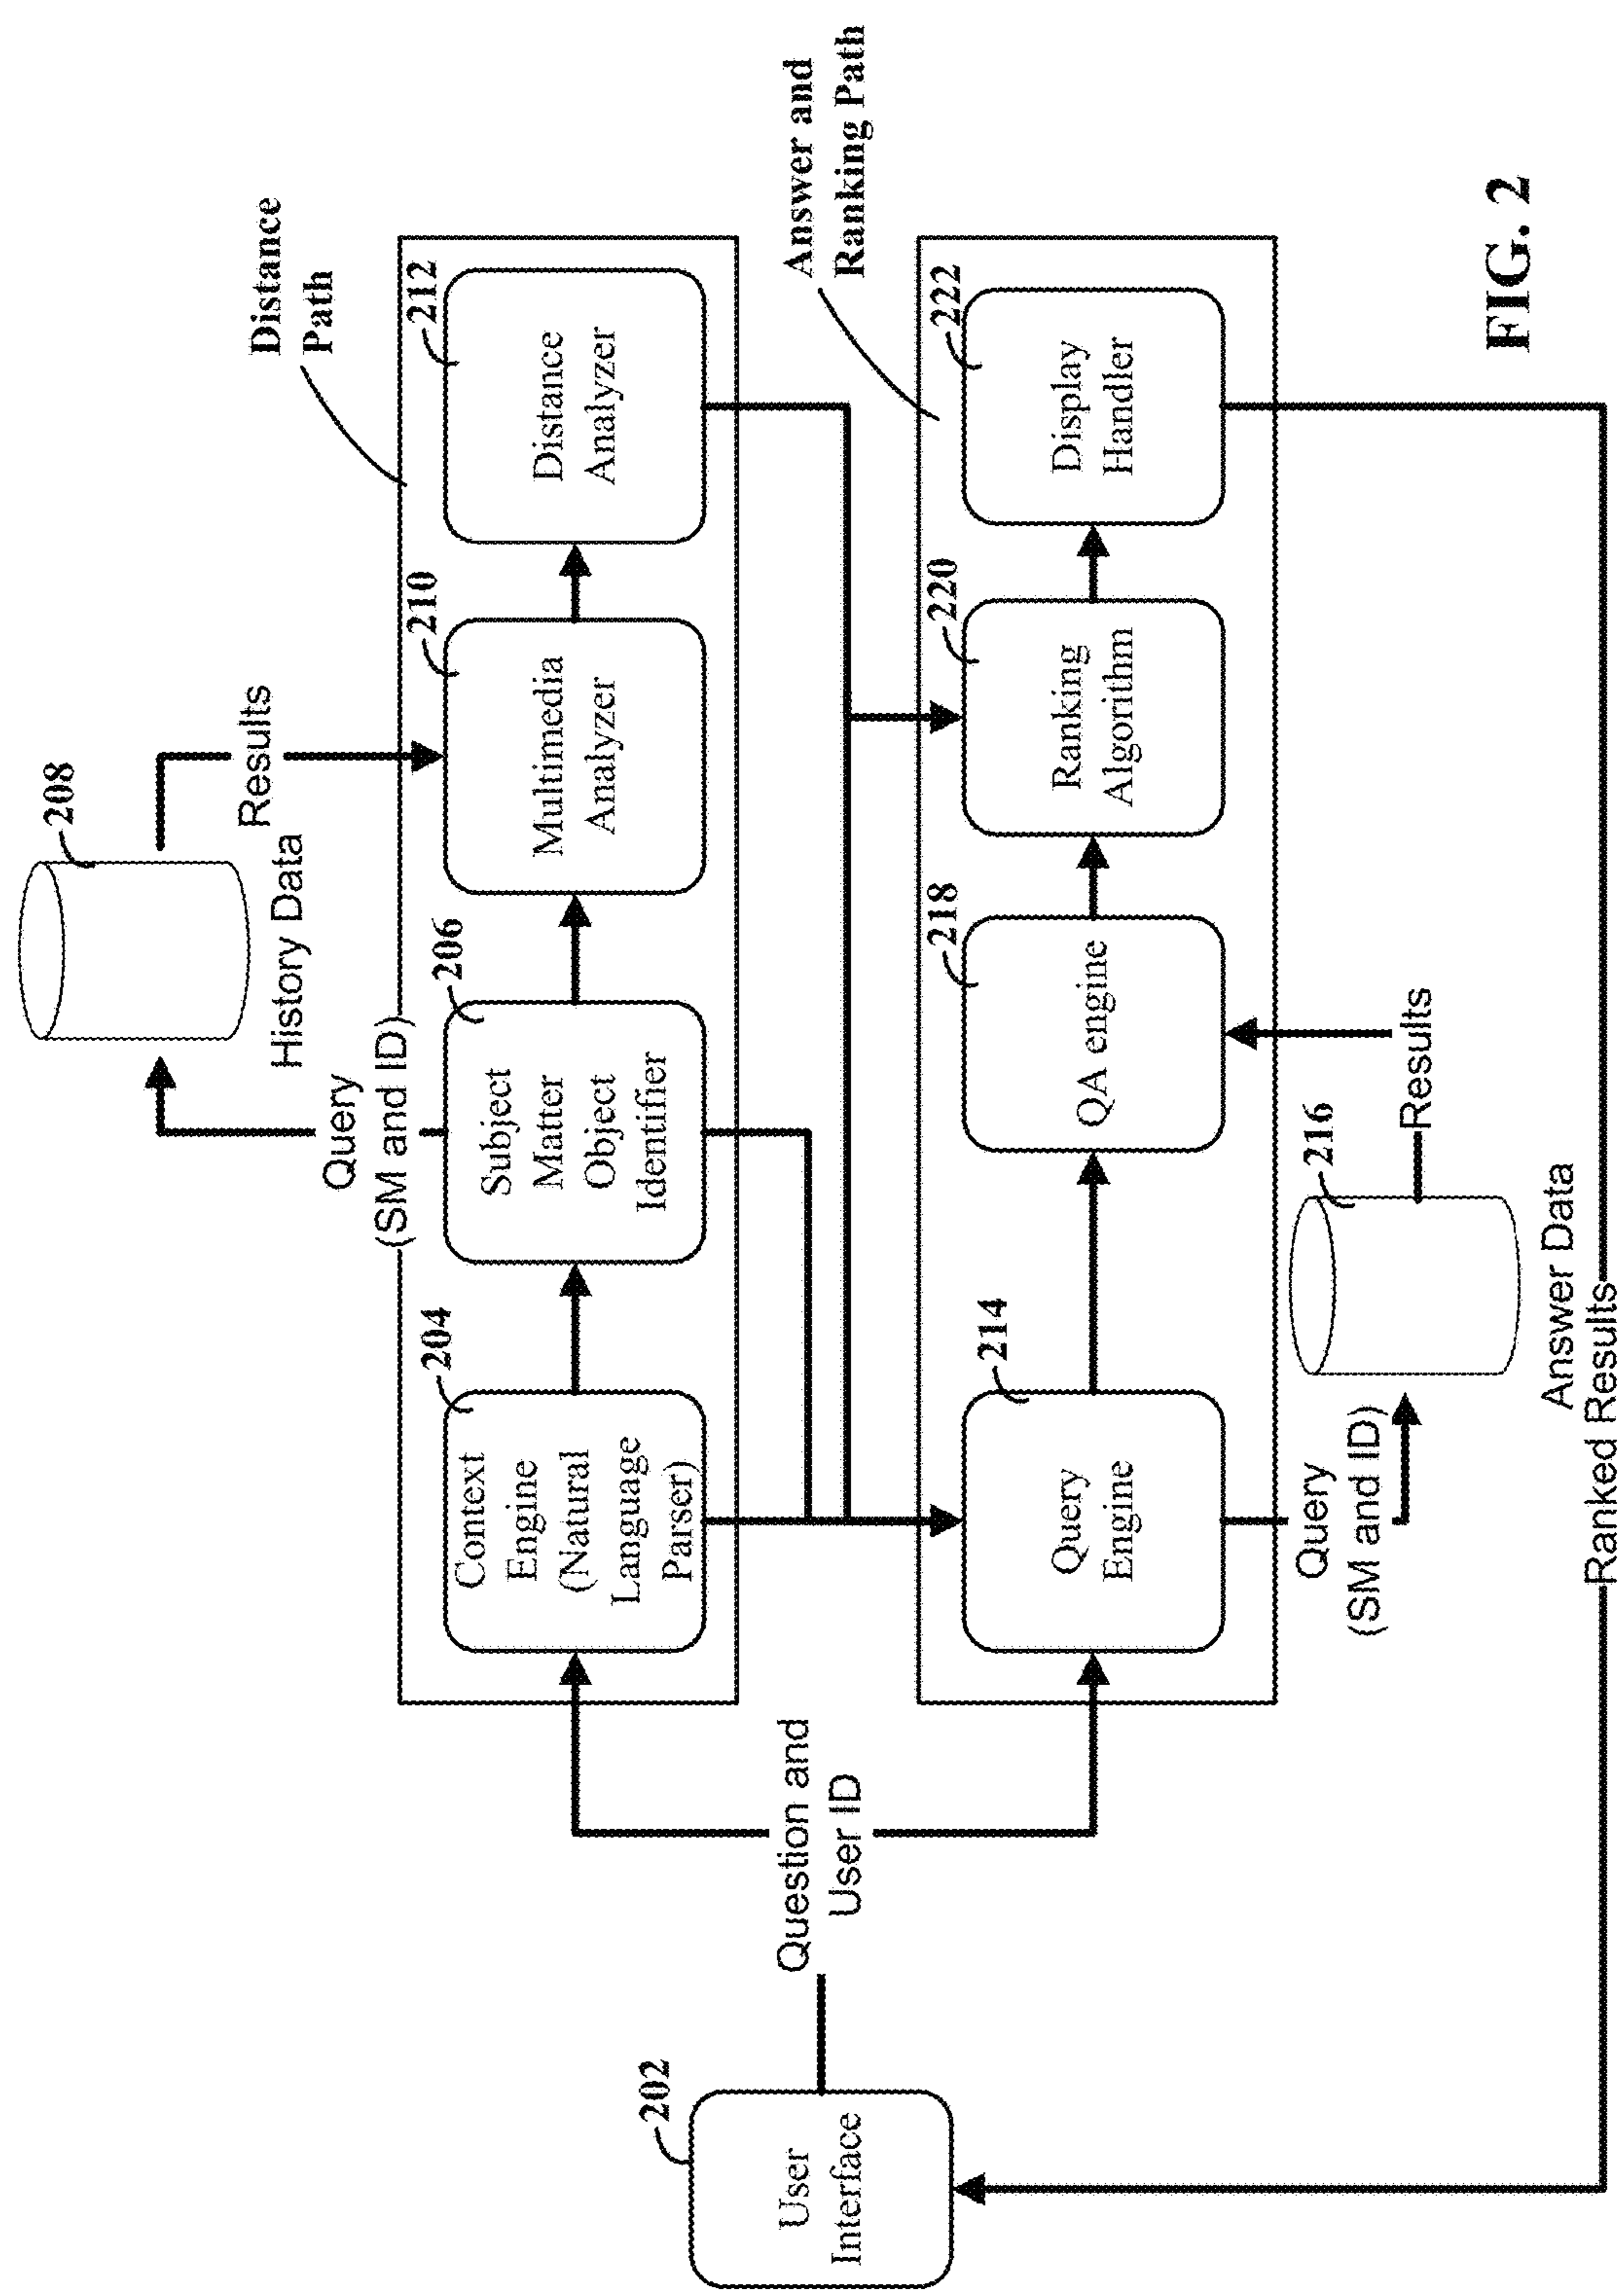 208
Results
History Data
Query
(SM and ID)
Distance
Path
204
Context
Engine
(Natural
Language
Parser)
206
Subject
Matter
Object
Identifier
210
Multimedia
Analyzer
212
Distance
Analyzer
202
User
Interface
Question and
User ID
Answer and
Ranking Path
214
Query
Engine
218
QA engine
220
Ranking
Algorithm
222
Display
Handler
Query
(SM and ID)
216
Results
Answer Data
Ranked Results
FIG. 2